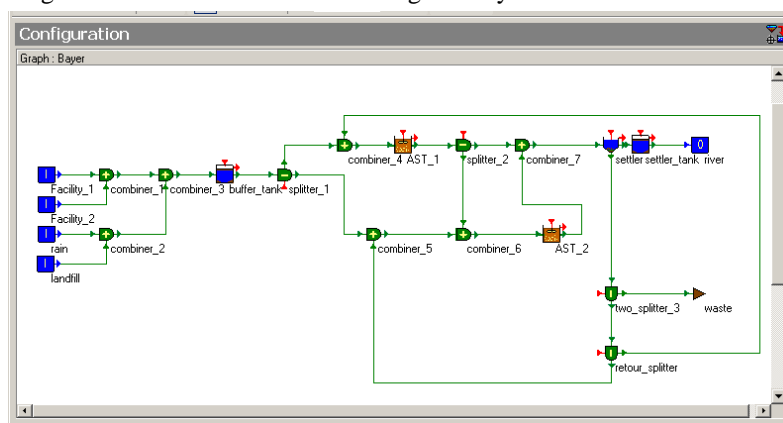 Configuration
Graph : Bayer
combiner_4 AST_1 splitter_2 combiner_7 settler settler_tank river
Facility_1 combiner_1 combiner_3 buffer_tank splitter_1
Facility_2
rain combiner_2 combiner_5 combiner_6 AST_2
landfill
two_splitter_3 waste
retour_splitter